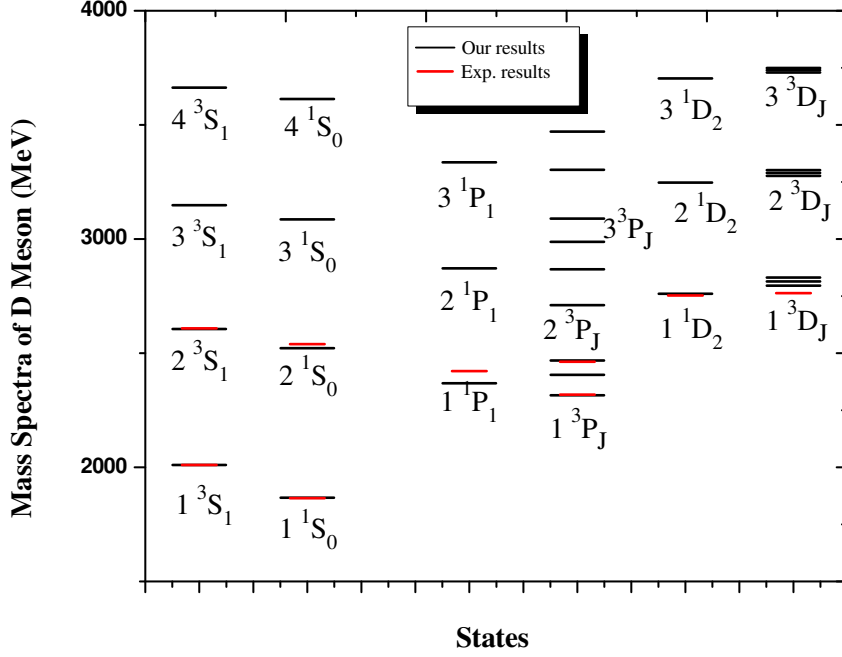 4000
3000
2000
Mass Spectra of D Meson (MeV)
States
Our results
Exp. results
4 ³S₁
4 ¹S₀
3 ¹D₂
3 ³D_J
3 ³S₁
3 ¹S₀
3 ¹P₁
3³P_J
2 ¹D₂
2 ³D_J
2 ³S₁
2 ¹S₀
2 ¹P₁
2 ³P_J
1 ¹D₂
1 ³D_J
1 ³S₁
1 ¹S₀
1 ¹P₁
1 ³P_J